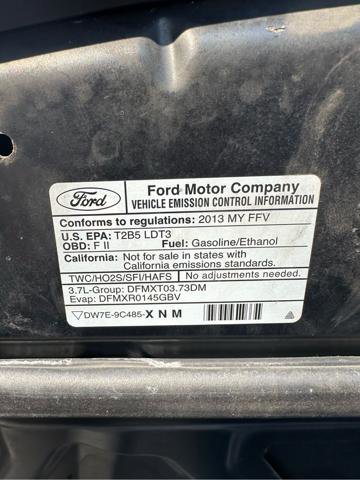 Ford
Ford Motor Company
VEHICLE EMISSION CONTROL INFORMATION
Conforms to regulations: 2013 MY FFV
U.S. EPA: T2B5 LDT3
OBD: F II Fuel: Gasoline/Ethanol
California: Not for sale in states with
California emissions standards.
TWC/HO2S/SFI/HAFS No adjustments needed.
3.7L-Group: DFMXT03.73DM
Evap: DFMXR0145GBV
▽DW7E-9C485-X N M